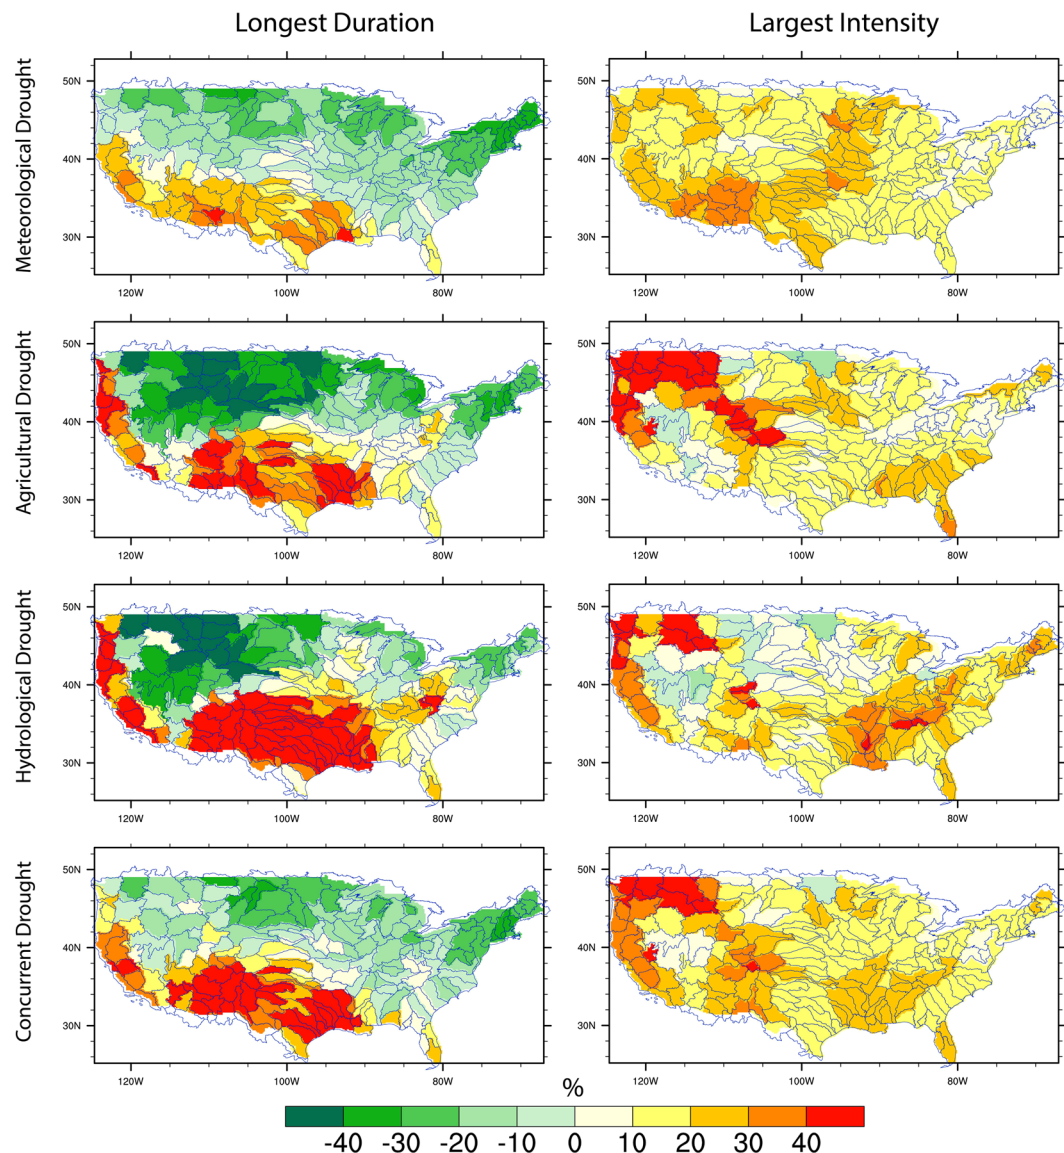 Longest Duration
Largest Intensity
Meteorological Drought
50N
40N
30N
120W
100W
80W
50N
40N
30N
120W
100W
80W
Agricultural Drought
50N
40N
30N
120W
100W
80W
50N
40N
30N
120W
100W
80W
Hydrological Drought
50N
40N
30N
120W
100W
80W
50N
40N
30N
120W
100W
80W
Concurrent Drought
50N
40N
30N
120W
100W
80W
50N
40N
30N
120W
100W
80W
%
-40 -30 -20 -10 0 10 20 30 40